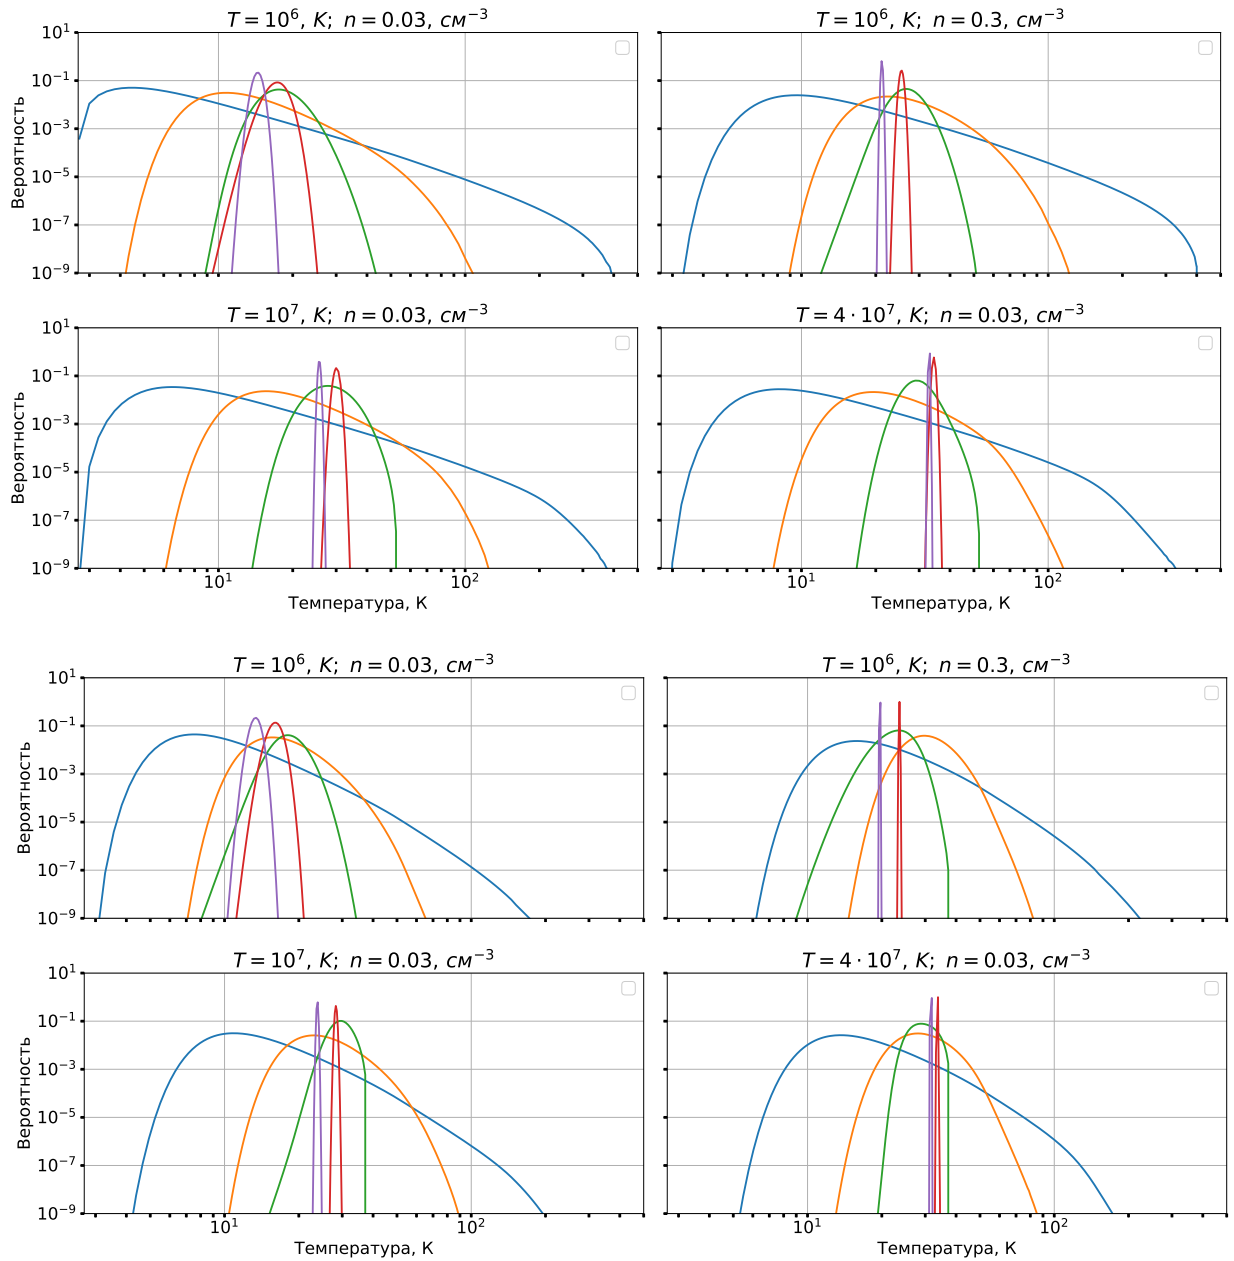 T = 10⁶, K; n = 0.03, см⁻³
T = 10⁶, K; n = 0.3, см⁻³
10¹
10⁻¹
10⁻³
10⁻⁵
10⁻⁷
10⁻⁹
Вероятность
T = 10⁷, K; n = 0.03, см⁻³
T = 4 · 10⁷, K; n = 0.03, см⁻³
10¹
10⁻¹
10⁻³
10⁻⁵
10⁻⁷
10⁻⁹
Вероятность
10¹ 10² 10¹ 10²
Температура, К Температура, К
T = 10⁶, K; n = 0.03, см⁻³
T = 10⁶, K; n = 0.3, см⁻³
10¹
10⁻¹
10⁻³
10⁻⁵
10⁻⁷
10⁻⁹
Вероятность
T = 10⁷, K; n = 0.03, см⁻³
T = 4 · 10⁷, K; n = 0.03, см⁻³
10¹
10⁻¹
10⁻³
10⁻⁵
10⁻⁷
10⁻⁹
Вероятность
10¹ 10² 10¹ 10²
Температура, К Температура, К